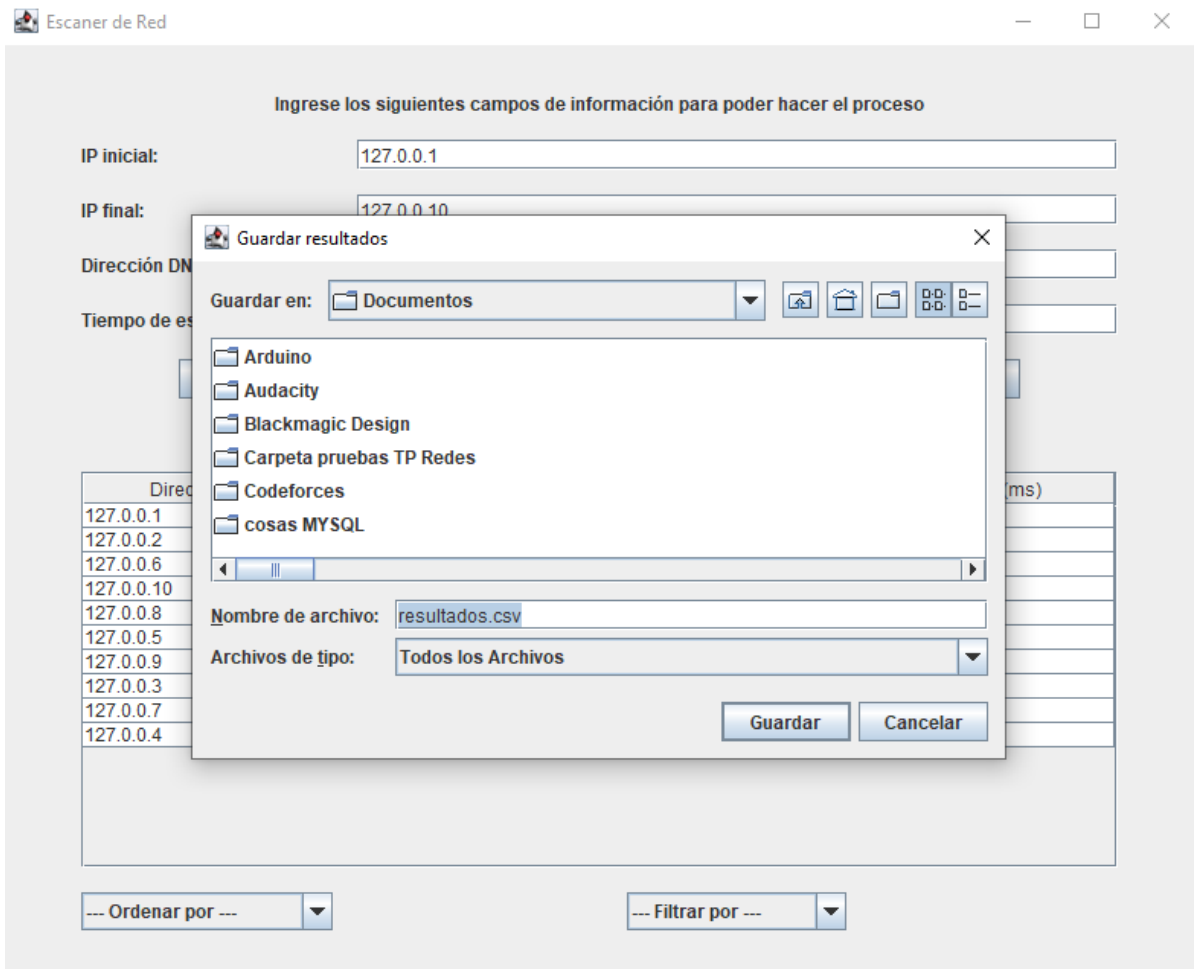 Escaner de Red
Ingrese los siguientes campos de información para poder hacer el proceso
IP inicial: 127.0.0.1
IP final: 127.0.0.10
Dirección DN
Tiempo de es
Guardar resultados
Guardar en: Documentos
Arduino
Audacity
Blackmagic Design
Carpeta pruebas TP Redes
Codeforces
cosas MYSQL
Nombre de archivo: resultados.csv
Archivos de tipo: Todos los Archivos
Guardar Cancelar
Direc (ms)
127.0.0.1
127.0.0.2
127.0.0.6
127.0.0.10
127.0.0.8
127.0.0.5
127.0.0.9
127.0.0.3
127.0.0.7
127.0.0.4
--- Ordenar por --- --- Filtrar por ---